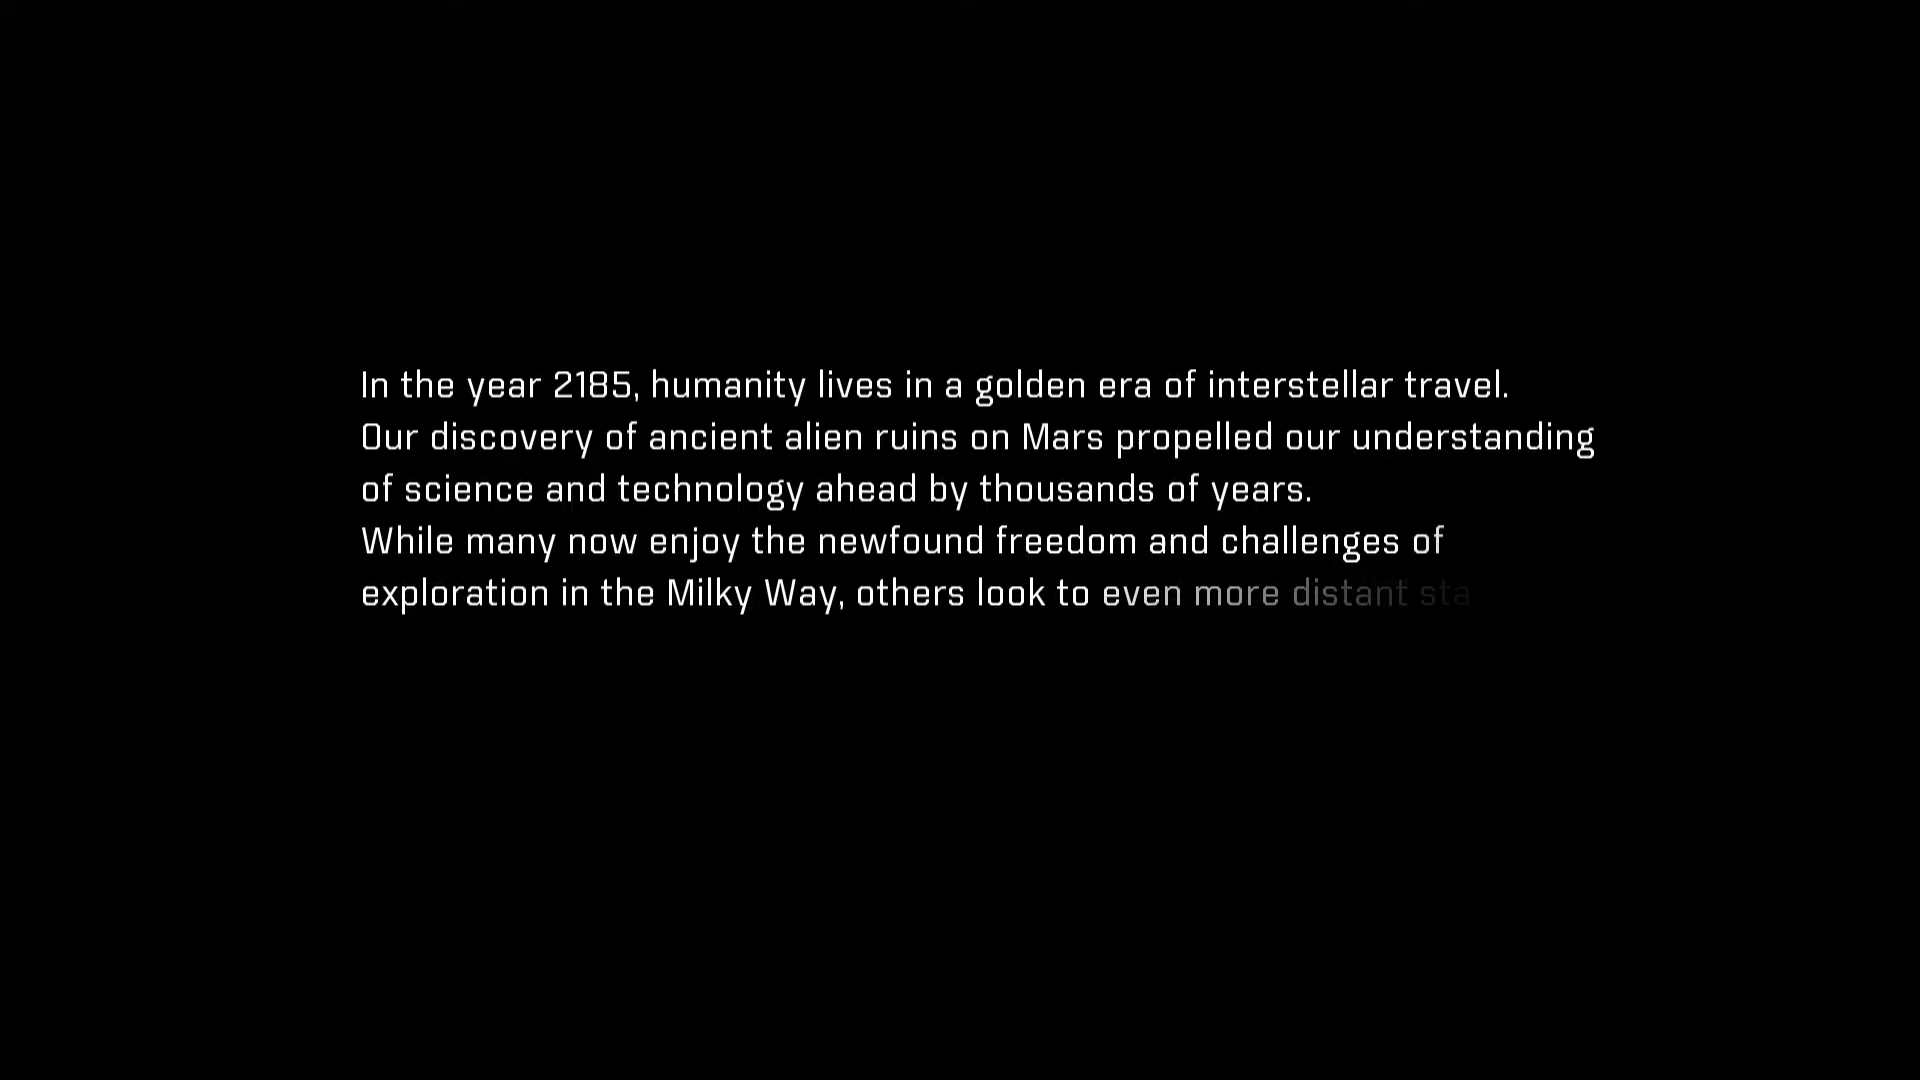 In the year 2185, humanity lives in a golden era of interstellar travel.
Our discovery of ancient alien ruins on Mars propelled our understanding
of science and technology ahead by thousands of years.
While many now enjoy the newfound freedom and challenges of
exploration in the Milky Way, others look to even more distant sta